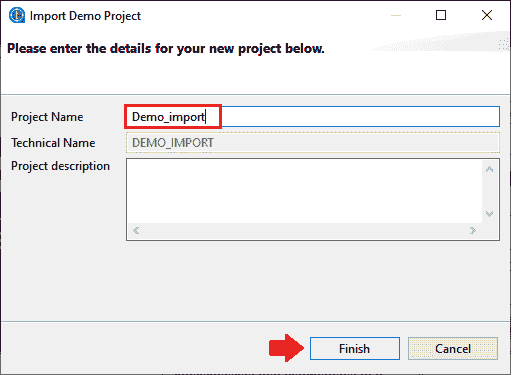 Import Demo Project
Please enter the details for your new project below.
Project Name
Demo_import
Technical Name
DEMO_IMPORT
Project description
Finish
Cancel